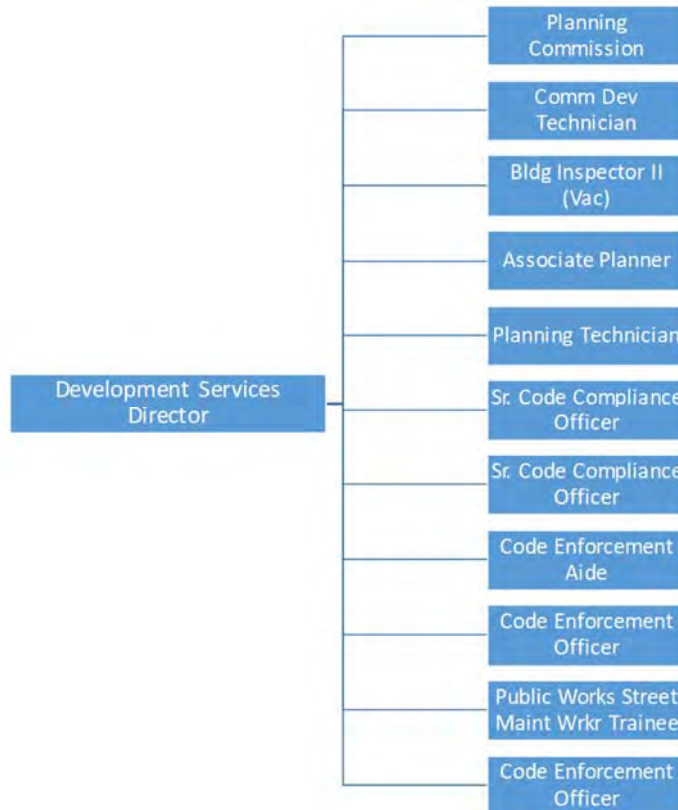 Planning
Commission
Comm Dev
Technician
Bldg Inspector II
(Vac)
Associate Planner
Planning Technician
Development Services
Director
Sr. Code Compliance
Officer
Sr. Code Compliance
Officer
Code Enforcement
Aide
Code Enforcement
Officer
Public Works Street
Maint Wrkr Trainee
Code Enforcement
Officer